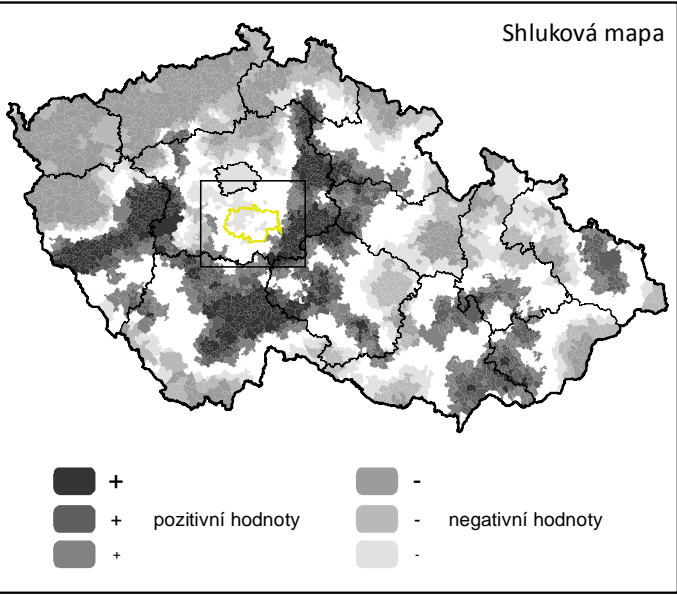 Shluková mapa
+ -
+ pozitivní hodnoty - negativní hodnoty
+ -